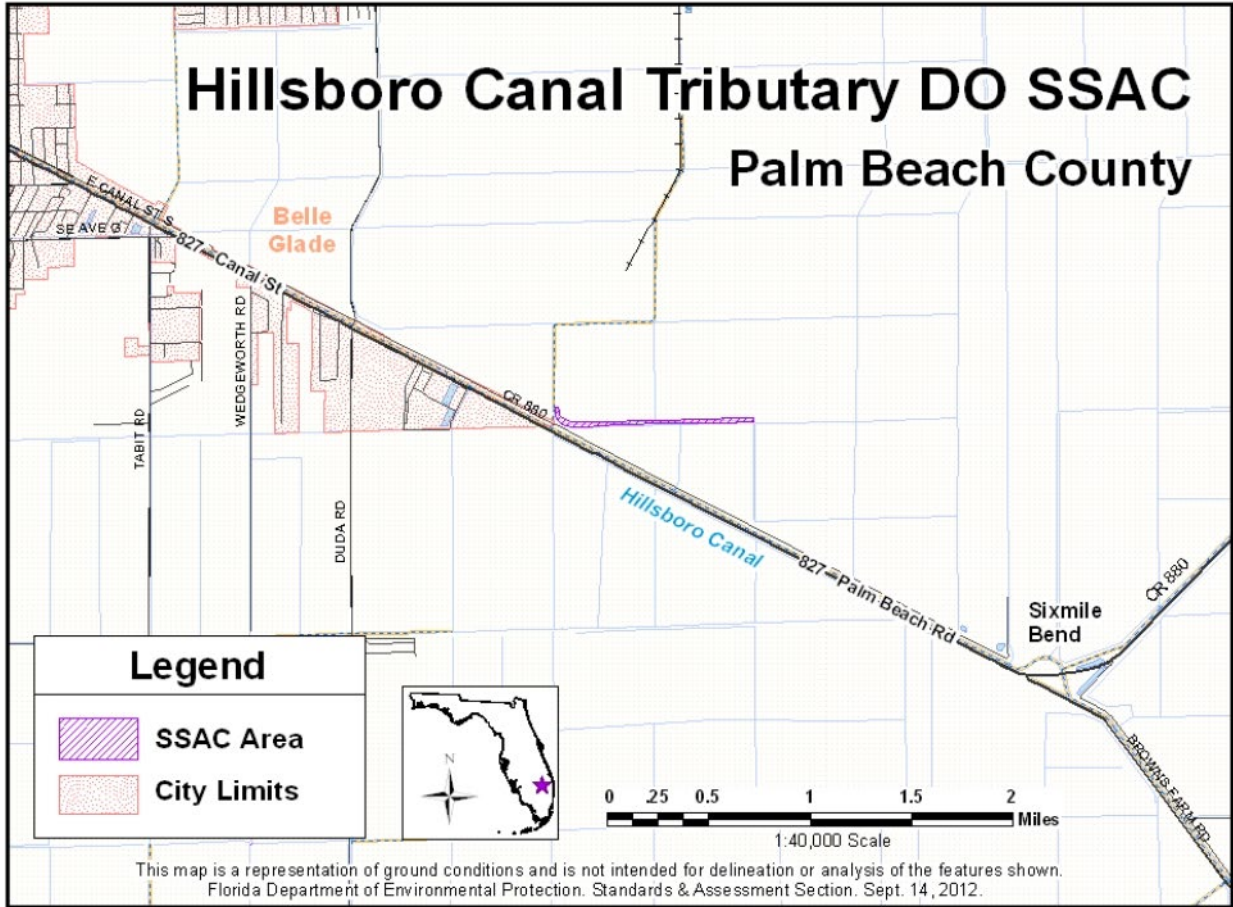 Hillsboro Canal Tributary DO SSAC
Palm Beach County
E CANAL ST S
SE AVE G
827
Canal St
Belle
Glade
WEDGEWORTH RD
TABIT RD
DUDA RD
CR 880
Hillsboro Canal
827
Palm Beach Rd
Sixmile
Bend
CR 880
BROWNS FARM RD
Legend
SSAC Area
City Limits
N
0 .25 0.5 1 1.5 2
Miles
1:40,000 Scale
This map is a representation of ground conditions and is not intended for delineation or analysis of the features shown.
Florida Department of Environmental Protection. Standards & Assessment Section. Sept. 14, 2012.